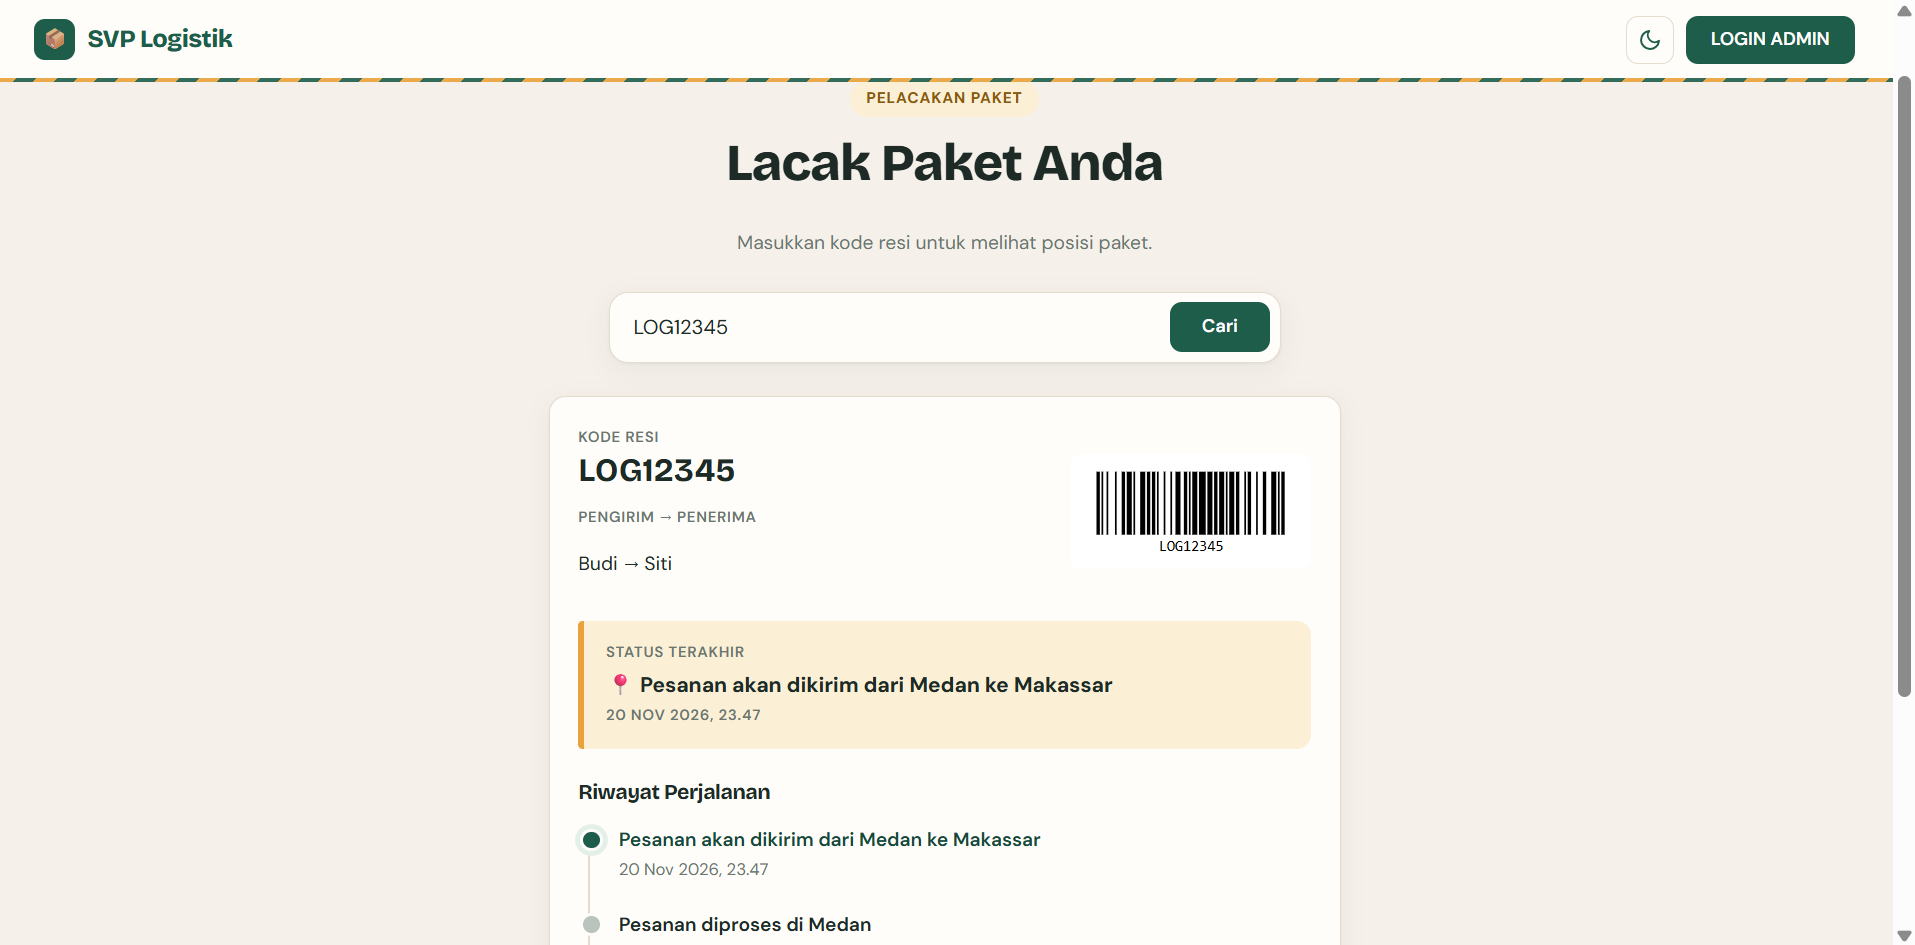 SVP Logistik
LOGIN ADMIN
PELACAKAN PAKET
Lacak Paket Anda
Masukkan kode resi untuk melihat posisi paket.
LOG12345
Cari
KODE RESI
LOG12345
PENGIRIM → PENERIMA
Budi → Siti
LOG12345
STATUS TERAKHIR
Pesanan akan dikirim dari Medan ke Makassar
20 NOV 2026, 23.47
Riwayat Perjalanan
Pesanan akan dikirim dari Medan ke Makassar
20 Nov 2026, 23.47
Pesanan diproses di Medan